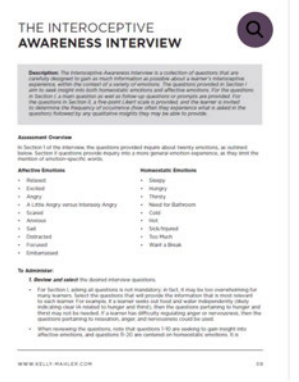 THE INTEROCEPTIVE
AWARENESS INTERVIEW
Description: The Interoceptive Awareness Interview is a collection of questions that are
carefully designed to gain as much information as possible about a learner's interoceptive
experience, within the context of a variety of emotions. The questions provided in Section I
aim to seek insight into both homeostatic emotions and affective emotions. For the questions
in Section I, a main question as well as follow-up questions or prompts are provided. For
the questions in Section II, a five-point Likert scale is provided, and the learner is invited
to determine the frequency of occurrence (how often they experience what is asked in the
question) followed by any qualitative insights they may be able to provide.
Assessment Overview
In Section 1 of the interview, the questions provided inquire about twenty emotions, as outlined
below. Section II questions provide inquiry into a more general emotion experience, as they limit the
mention of emotion-specific words.
Affective Emotions
• Relaxed
• Excited
• Angry
• A Little Angry versus Intensely Angry
• Scared
• Anxious
• Sad
• Distracted
• Focused
• Embarrassed
Homeostatic Emotions
• Sleepy
• Hungry
• Thirsty
• Need for Bathroom
• Cold
• Hot
• Sick/Injured
• Too Much
• Want a Break
To Administer:
1. Review and select the desired interview questions.
• For Section I, asking all questions is not mandatory; in fact, it may be too overwhelming for
many learners. Select the questions that will provide the information that is most relevant
to each learner. For example, if a learner seeks out food and water independently (likely
indicating clear IA related to hunger and thirst), then the questions pertaining to hunger and
thirst may not be needed. If a learner has difficulty regulating anger or nervousness, then the
questions pertaining to relaxation, anger, and nervousness could be used.
• When reviewing the questions, note that questions 1-10 are seeking to gain insight into
affective emotions, and questions 11-20 are centered on homeostatic emotions. It is
WWW.KELLY-MAHLER.COM